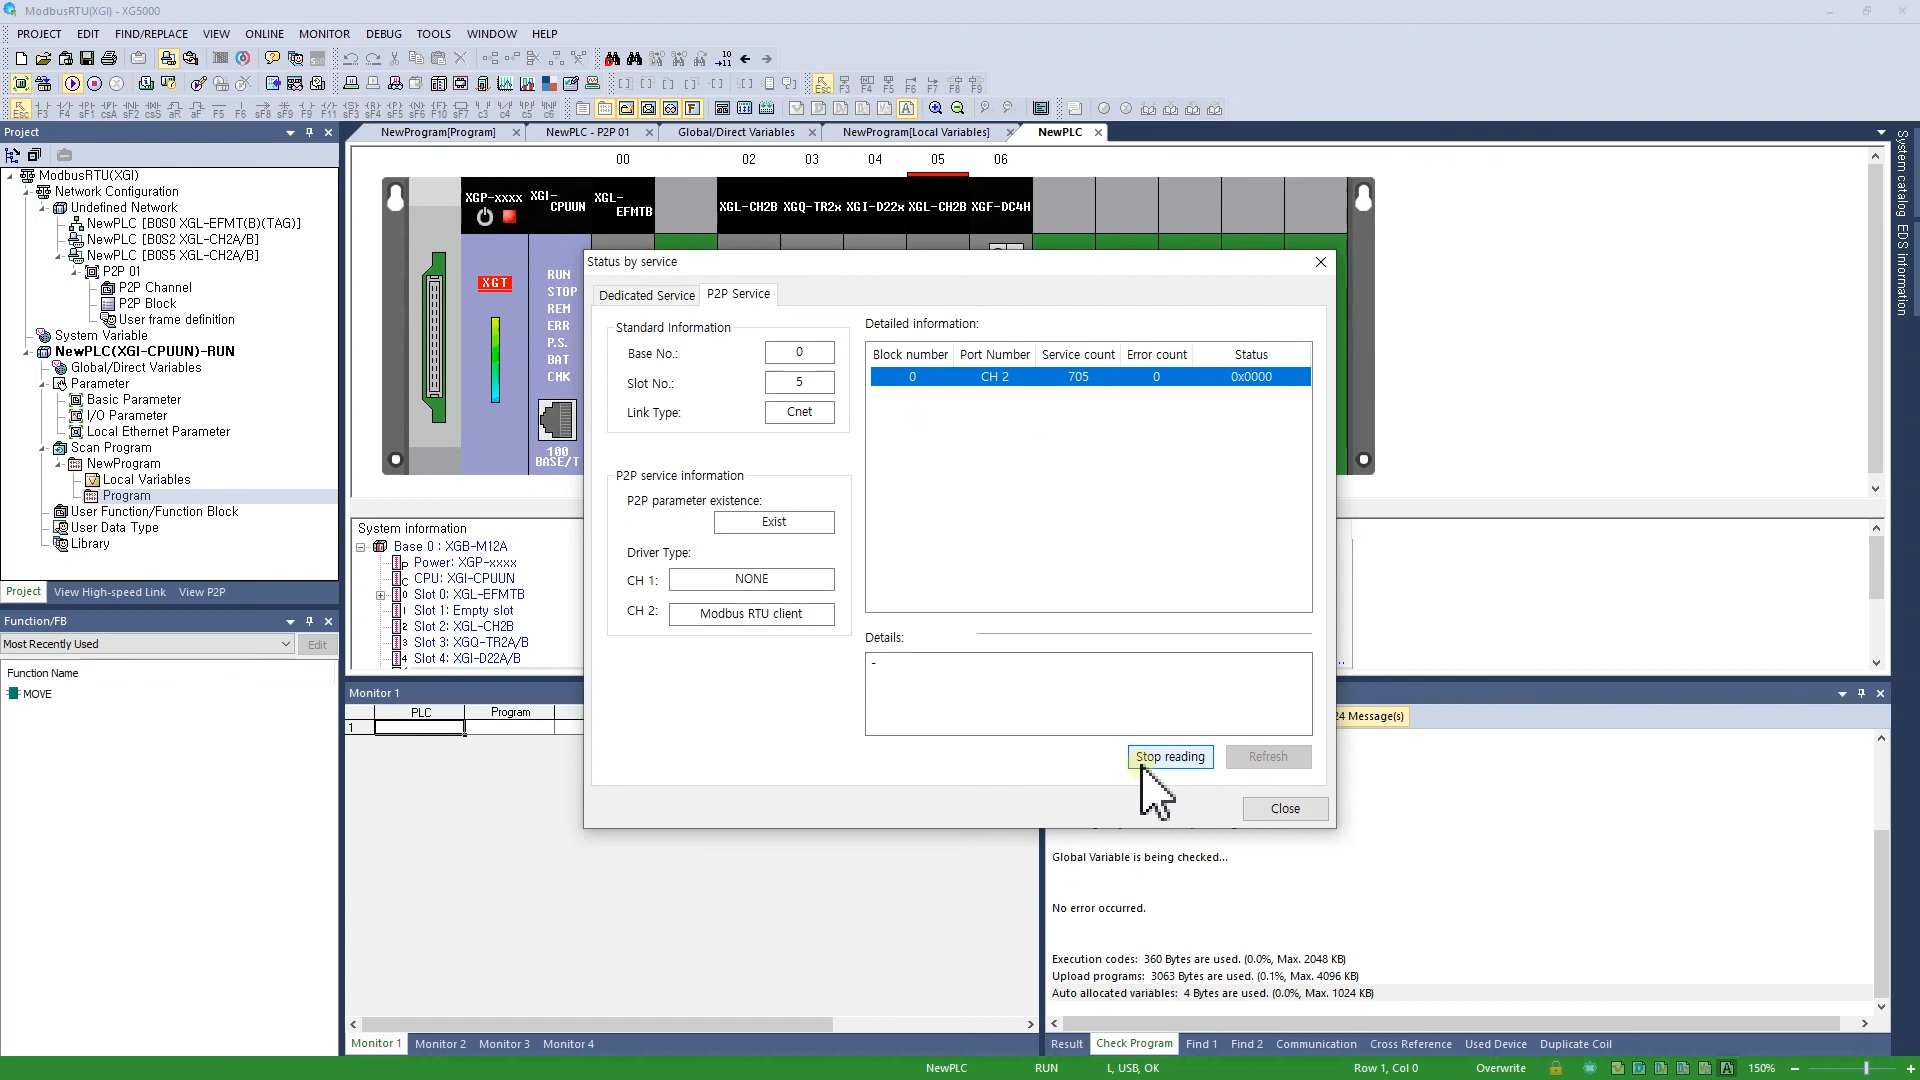 ModbusRTU(XGI) - XG5000
PROJECT EDIT FIND/REPLACE VIEW ONLINE MONITOR DEBUG TOOLS WINDOW HELP
Project
NewProgram[Program] NewPLC - P2P 01 Global/Direct Variables NewProgram[Local Variables] NewPLC
ModbusRTU(XGI)
Network Configuration
Undefined Network
NewPLC [B0S0 XGL-EFMT(B)(TAG)]
NewPLC [B0S2 XGL-CH2A/B]
NewPLC [B0S5 XGL-CH2A/B]
P2P 01
P2P Channel
P2P Block
User frame definition
System Variable
NewPLC(XGI-CPUUN)-RUN
Global/Direct Variables
Parameter
Basic Parameter
I/O Parameter
Local Ethernet Parameter
Scan Program
NewProgram
Local Variables
Program
User Function/Function Block
User Data Type
Library
Project View High-speed Link View P2P
Function/FB
Most Recently Used Edit
Function Name
MOVE
00 02 03 04 05 06
XGP-xxxx XGI-CPUUN XGL-EFMTB XGL-CH2B XGQ-TR2x XGI-D22x XGL-CH2B XGF-DC4H
XGT
RUN
STOP
REM
ERR
P.S.
BAT
CHK
100
BASE/T
System information
Base 0 : XGB-M12A
Power: XGP-xxxx
CPU: XGI-CPUUN
Slot 0: XGL-EFMTB
Slot 1: Empty slot
Slot 2: XGL-CH2B
Slot 3: XGQ-TR2A/B
Slot 4: XGI-D22A/B
Status by service
Dedicated Service P2P Service
Standard Information
Base No.: 0
Slot No.: 5
Link Type: Cnet
P2P service information
P2P parameter existence:
Exist
Driver Type:
CH 1: NONE
CH 2: Modbus RTU client
Detailed information:
Block number Port Number Service count Error count Status
0 CH 2 705 0 0x0000
Details:
-
Stop reading Refresh
Close
Monitor 1
PLC Program
1
Monitor 1 Monitor 2 Monitor 3 Monitor 4
24 Message(s)
Global Variable is being checked...
No error occurred.
Execution codes: 360 Bytes are used. (0.0%, Max. 2048 KB)
Upload programs: 3063 Bytes are used. (0.1%, Max. 4096 KB)
Auto allocated variables: 4 Bytes are used. (0.0%, Max. 1024 KB)
Result Check Program Find 1 Find 2 Communication Cross Reference Used Device Duplicate Coil
System catalog
EDS information
NewPLC RUN L, USB, OK Row 1, Col 0 Overwrite 150%